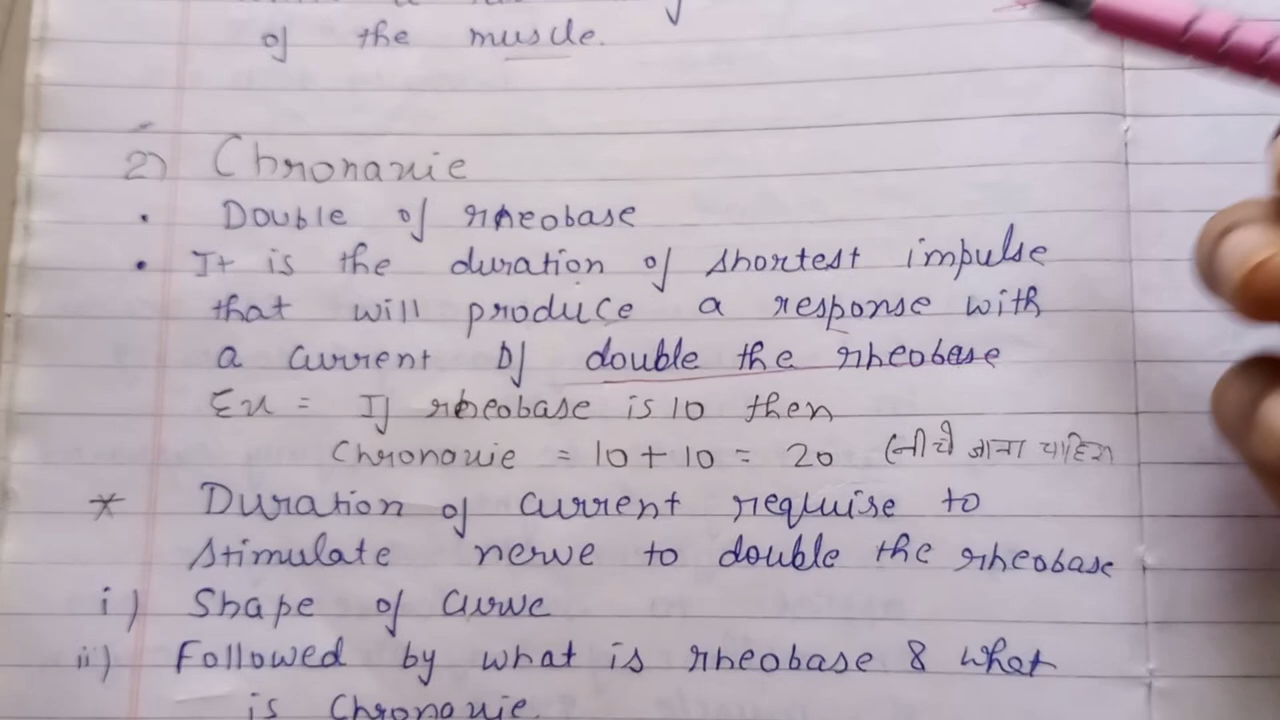 of the muscle.
2) Chronaxie
• Double of rheobase
• It is the duration of shortest impulse
that will produce a response with
a current of double the rheobase
Ex = If rheobase is 10 then
Chronaxie = 10 + 10 = 20 (नीचे जाना चाहिए
* Duration of current requise to
stimulate nerve to double the rheobase
i) Shape of curve
ii) Followed by what is rheobase & what
is Chronaxie.